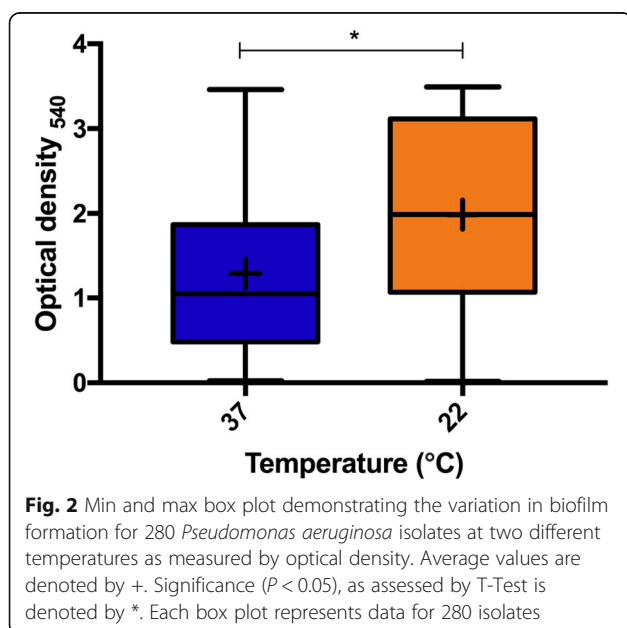 *
4
3
2
1
0
Optical density 540
37
22
Temperature (°C)
Fig. 2 Min and max box plot demonstrating the variation in biofilm
formation for 280 Pseudomonas aeruginosa isolates at two different
temperatures as measured by optical density. Average values are
denoted by +. Significance (P < 0.05), as assessed by T-Test is
denoted by *. Each box plot represents data for 280 isolates